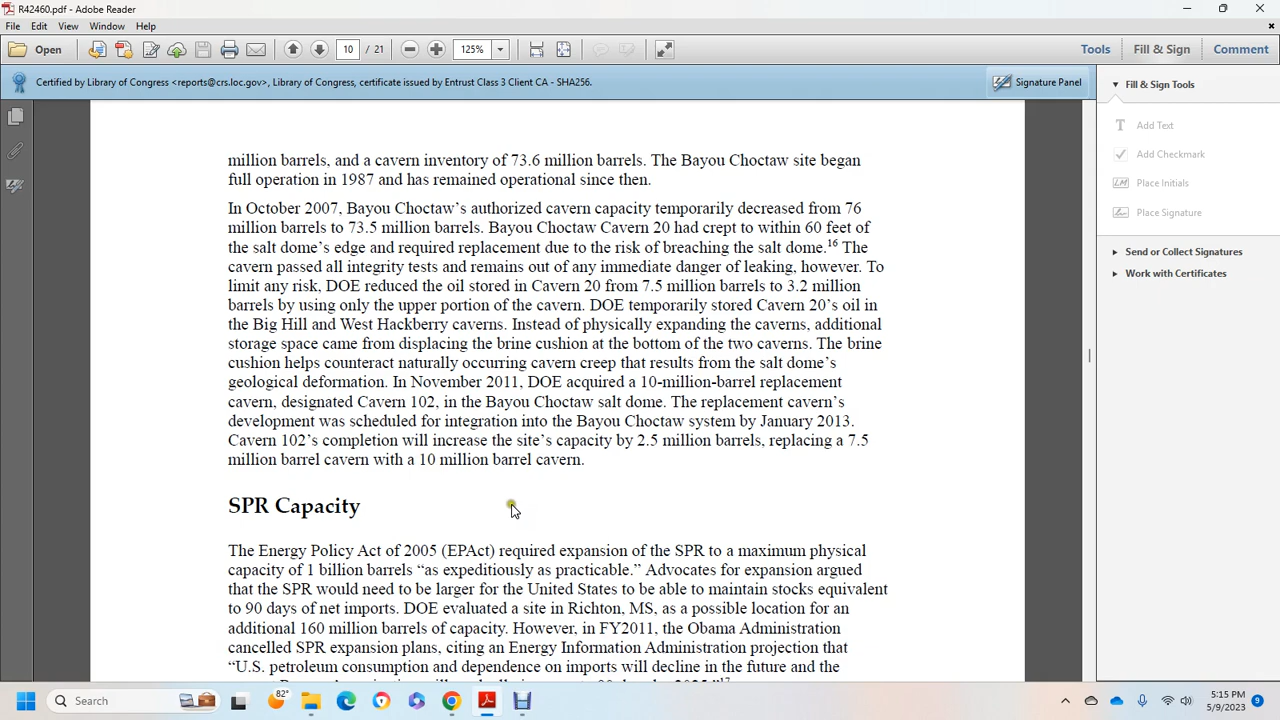 R42460.pdf - Adobe Reader
File Edit View Window Help
Open 10 / 21 125% Tools Fill & Sign Comment
Certified by Library of Congress <reports@crs.loc.gov>, Library of Congress, certificate issued by Entrust Class 3 Client CA - SHA256. Signature Panel
Fill & Sign Tools
T Add Text
Add Checkmark
LM Place Initials
Place Signature
Send or Collect Signatures
Work with Certificates
million barrels, and a cavern inventory of 73.6 million barrels. The Bayou Choctaw site began
full operation in 1987 and has remained operational since then.
In October 2007, Bayou Choctaw’s authorized cavern capacity temporarily decreased from 76
million barrels to 73.5 million barrels. Bayou Choctaw Cavern 20 had crept to within 60 feet of
the salt dome’s edge and required replacement due to the risk of breaching the salt dome.16 The
cavern passed all integrity tests and remains out of any immediate danger of leaking, however. To
limit any risk, DOE reduced the oil stored in Cavern 20 from 7.5 million barrels to 3.2 million
barrels by using only the upper portion of the cavern. DOE temporarily stored Cavern 20’s oil in
the Big Hill and West Hackberry caverns. Instead of physically expanding the caverns, additional
storage space came from displacing the brine cushion at the bottom of the two caverns. The brine
cushion helps counteract naturally occurring cavern creep that results from the salt dome’s
geological deformation. In November 2011, DOE acquired a 10-million-barrel replacement
cavern, designated Cavern 102, in the Bayou Choctaw salt dome. The replacement cavern’s
development was scheduled for integration into the Bayou Choctaw system by January 2013.
Cavern 102’s completion will increase the site’s capacity by 2.5 million barrels, replacing a 7.5
million barrel cavern with a 10 million barrel cavern.
SPR Capacity
The Energy Policy Act of 2005 (EPAct) required expansion of the SPR to a maximum physical
capacity of 1 billion barrels “as expeditiously as practicable.” Advocates for expansion argued
that the SPR would need to be larger for the United States to be able to maintain stocks equivalent
to 90 days of net imports. DOE evaluated a site in Richton, MS, as a possible location for an
additional 160 million barrels of capacity. However, in FY2011, the Obama Administration
cancelled SPR expansion plans, citing an Energy Information Administration projection that
“U.S. petroleum consumption and dependence on imports will decline in the future and the
Search 82° 5:15 PM
5/9/2023 9